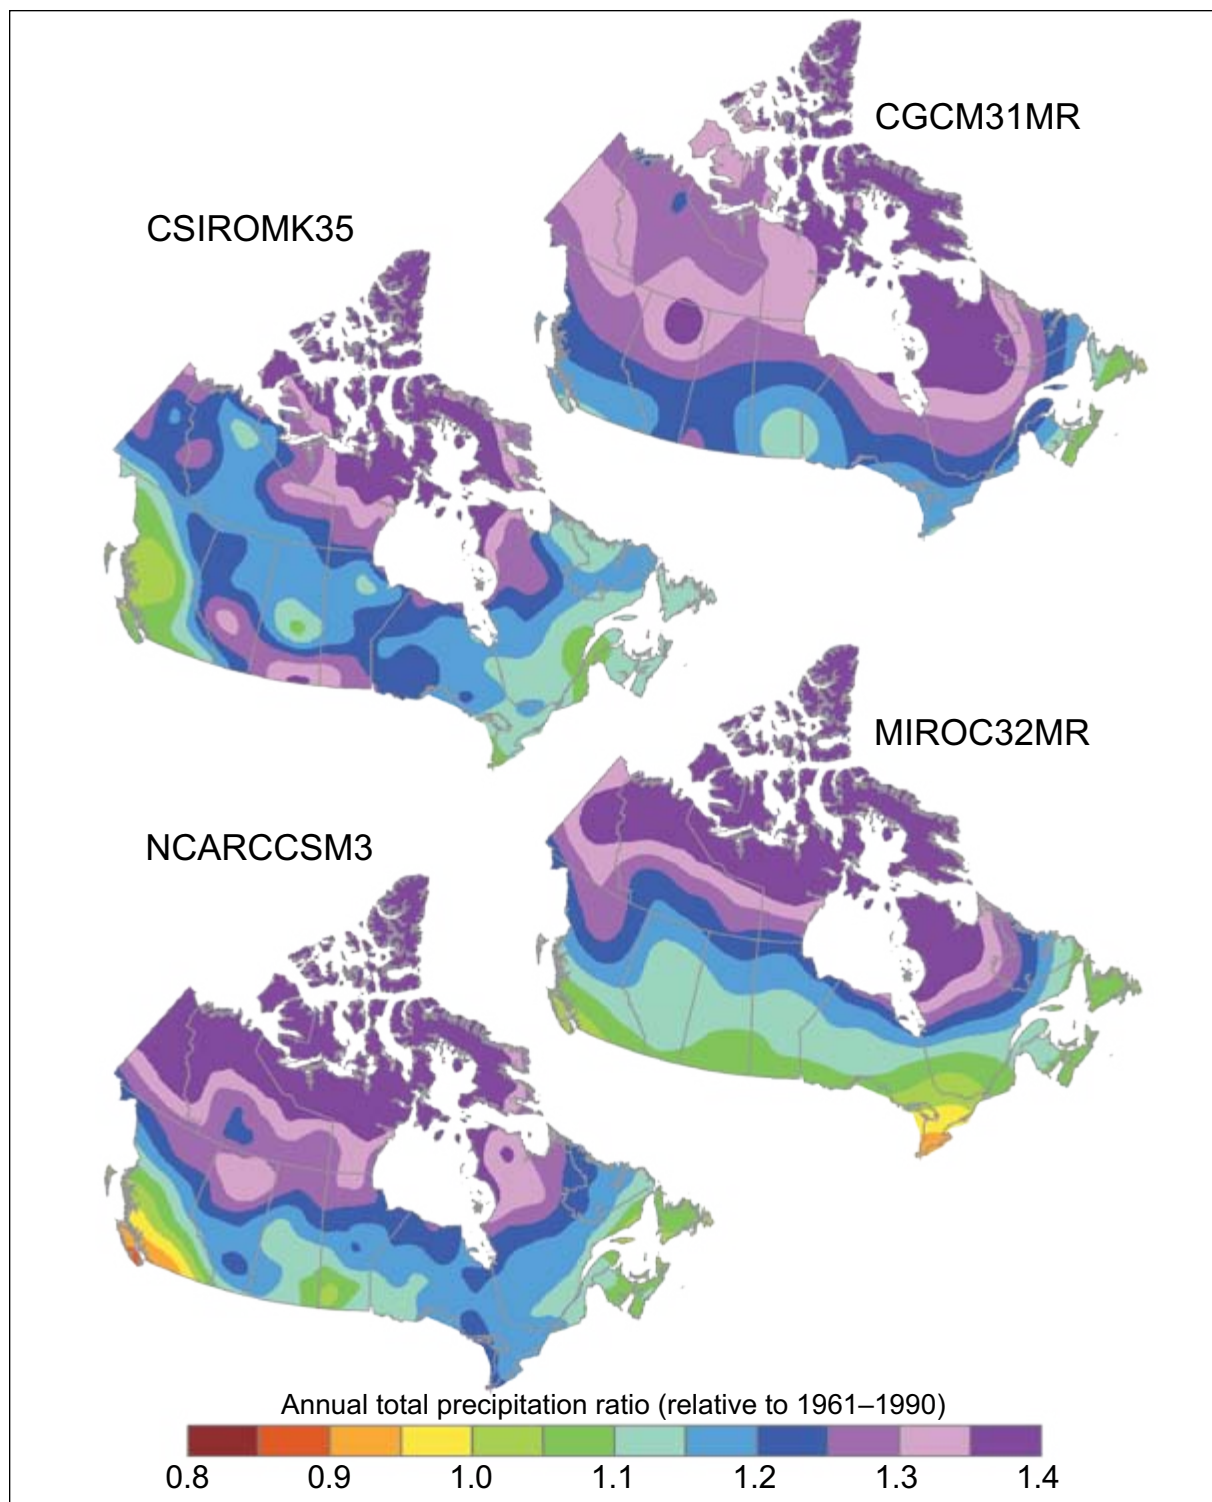 CGCM31MR
CSIROMK35
MIROC32MR
NCARCCSM3
Annual total precipitation ratio (relative to 1961–1990)
0.8 0.9 1.0 1.1 1.2 1.3 1.4